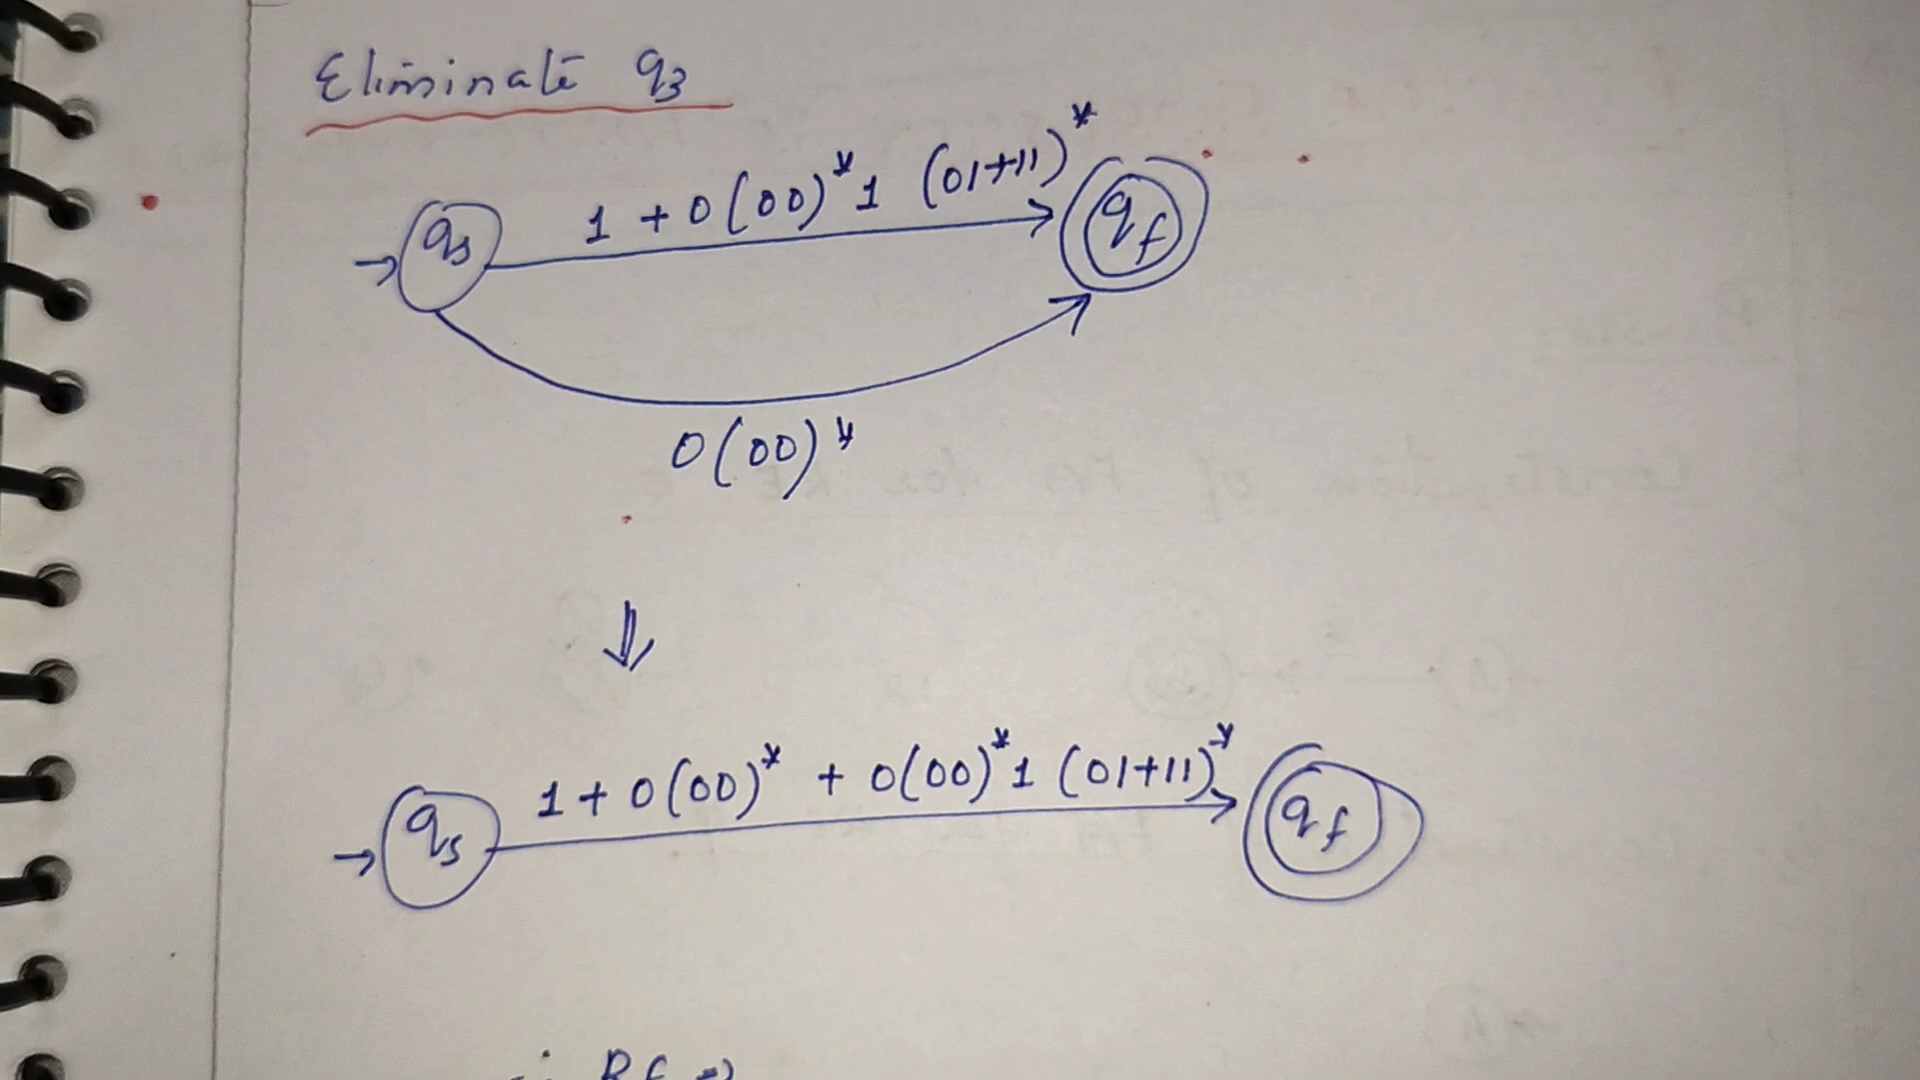 Eliminate q3
1 + 0(00)*1 (01+11)*
→ qs qf
0(00)*
⇓
1 + 0(00)* + 0(00)*1 (01+11)*
→ qs qf
∴ RE ⇒